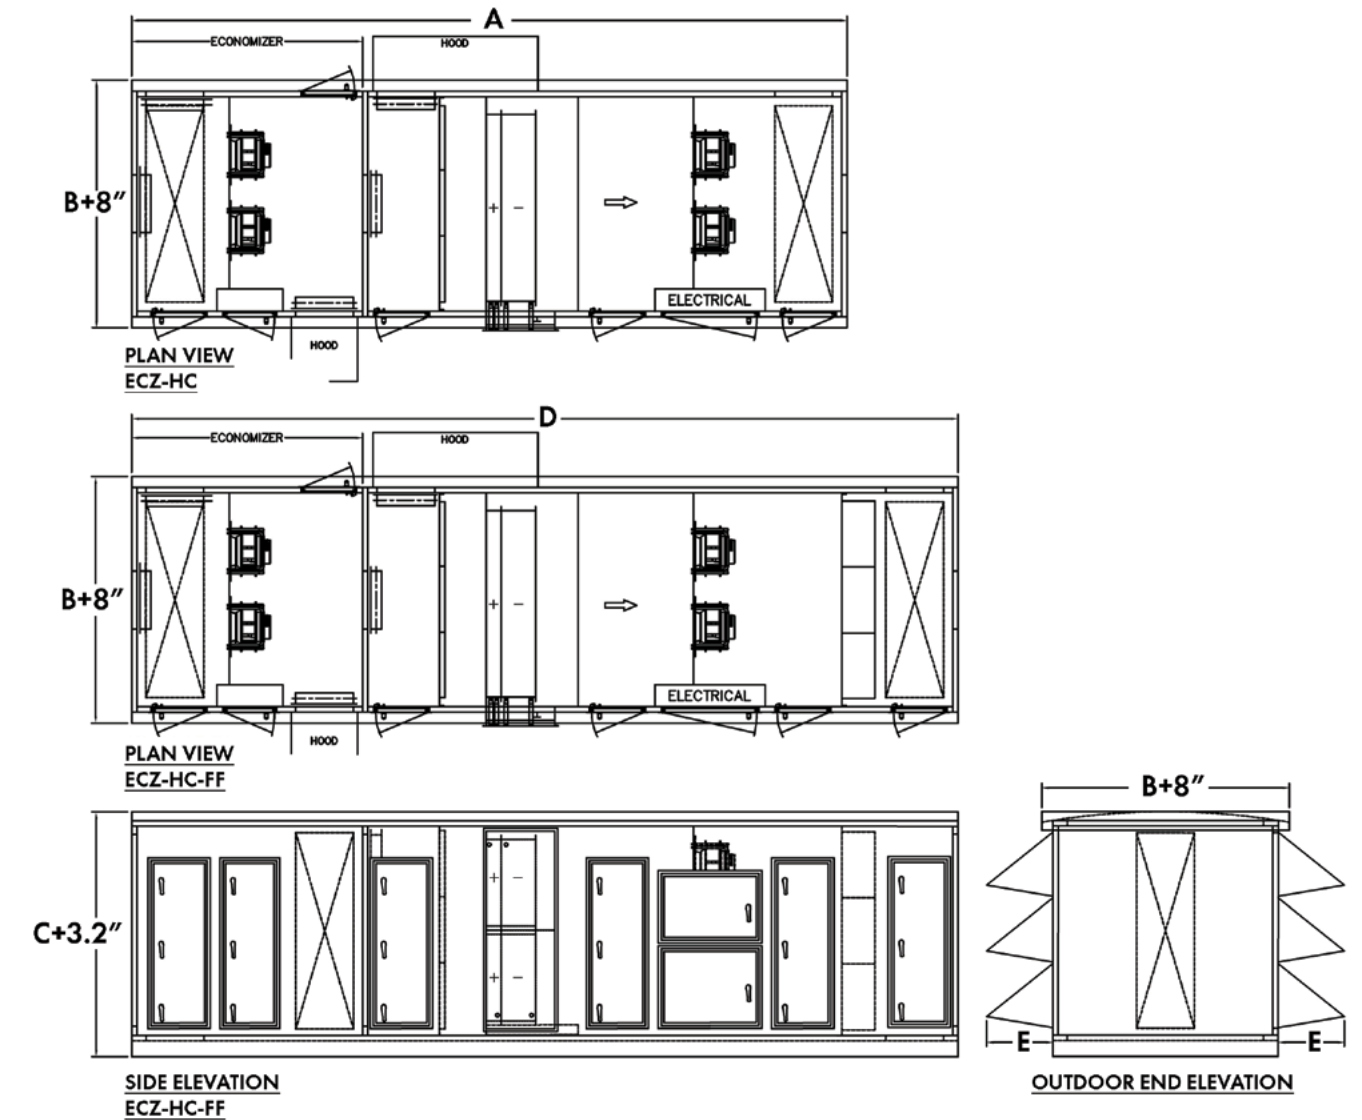 A
ECONOMIZER
HOOD
B+8″
+ −
ELECTRICAL
HOOD
PLAN VIEW
ECZ-HC
D
ECONOMIZER
HOOD
B+8″
+ −
ELECTRICAL
HOOD
PLAN VIEW
ECZ-HC-FF
B+8″
C+3.2″
+ −
+ −
E
E
SIDE ELEVATION
ECZ-HC-FF
OUTDOOR END ELEVATION